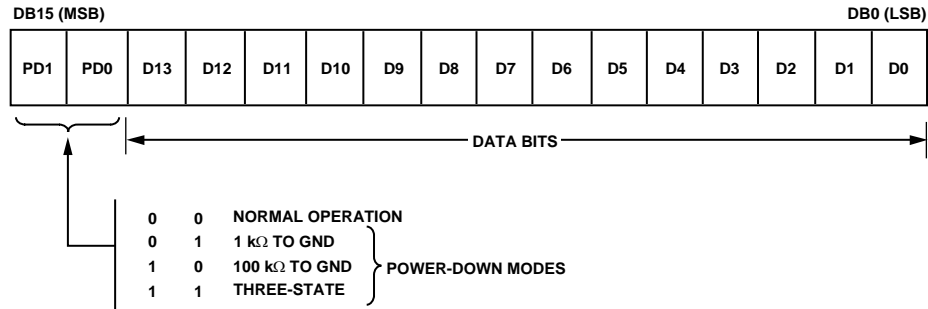 DB15 (MSB) DB0 (LSB)
PD1 PD0 D13 D12 D11 D10 D9 D8 D7 D6 D5 D4 D3 D2 D1 D0
DATA BITS
0 0 NORMAL OPERATION
0 1 1 kΩ TO GND
1 0 100 kΩ TO GND
POWER-DOWN MODES
1 1 THREE-STATE